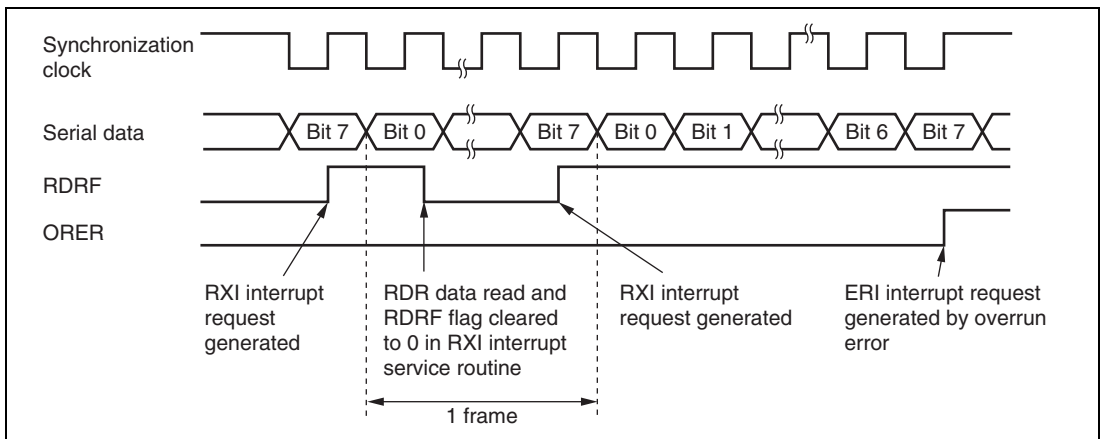 Synchronization
clock
Serial data
Bit 7
Bit 0
Bit 7
Bit 0
Bit 1
Bit 6
Bit 7
RDRF
ORER
RXI interrupt
request
generated
RDR data read and
RDRF flag cleared
to 0 in RXI interrupt
service routine
RXI interrupt
request generated
ERI interrupt request
generated by overrun
error
1 frame